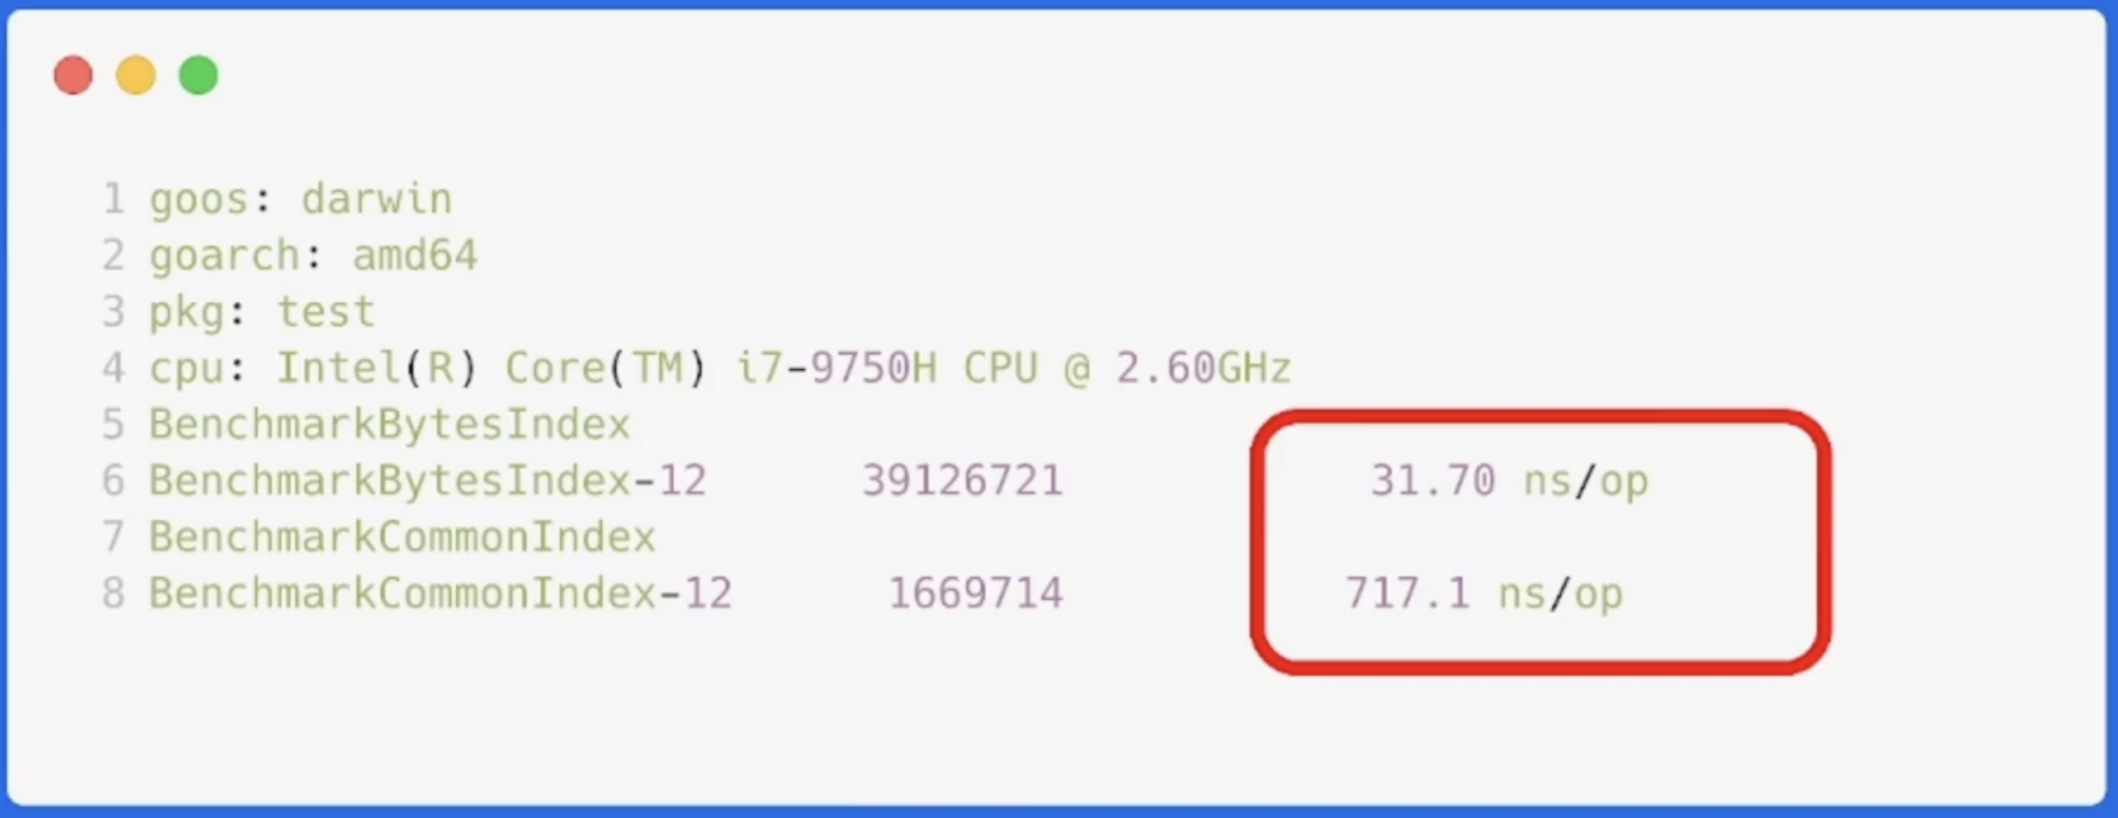 1 goos: darwin
2 goarch: amd64
3 pkg: test
4 cpu: Intel(R) Core(TM) i7-9750H CPU @ 2.60GHz
5 BenchmarkBytesIndex
6 BenchmarkBytesIndex-12 39126721 31.70 ns/op
7 BenchmarkCommonIndex
8 BenchmarkCommonIndex-12 1669714 717.1 ns/op